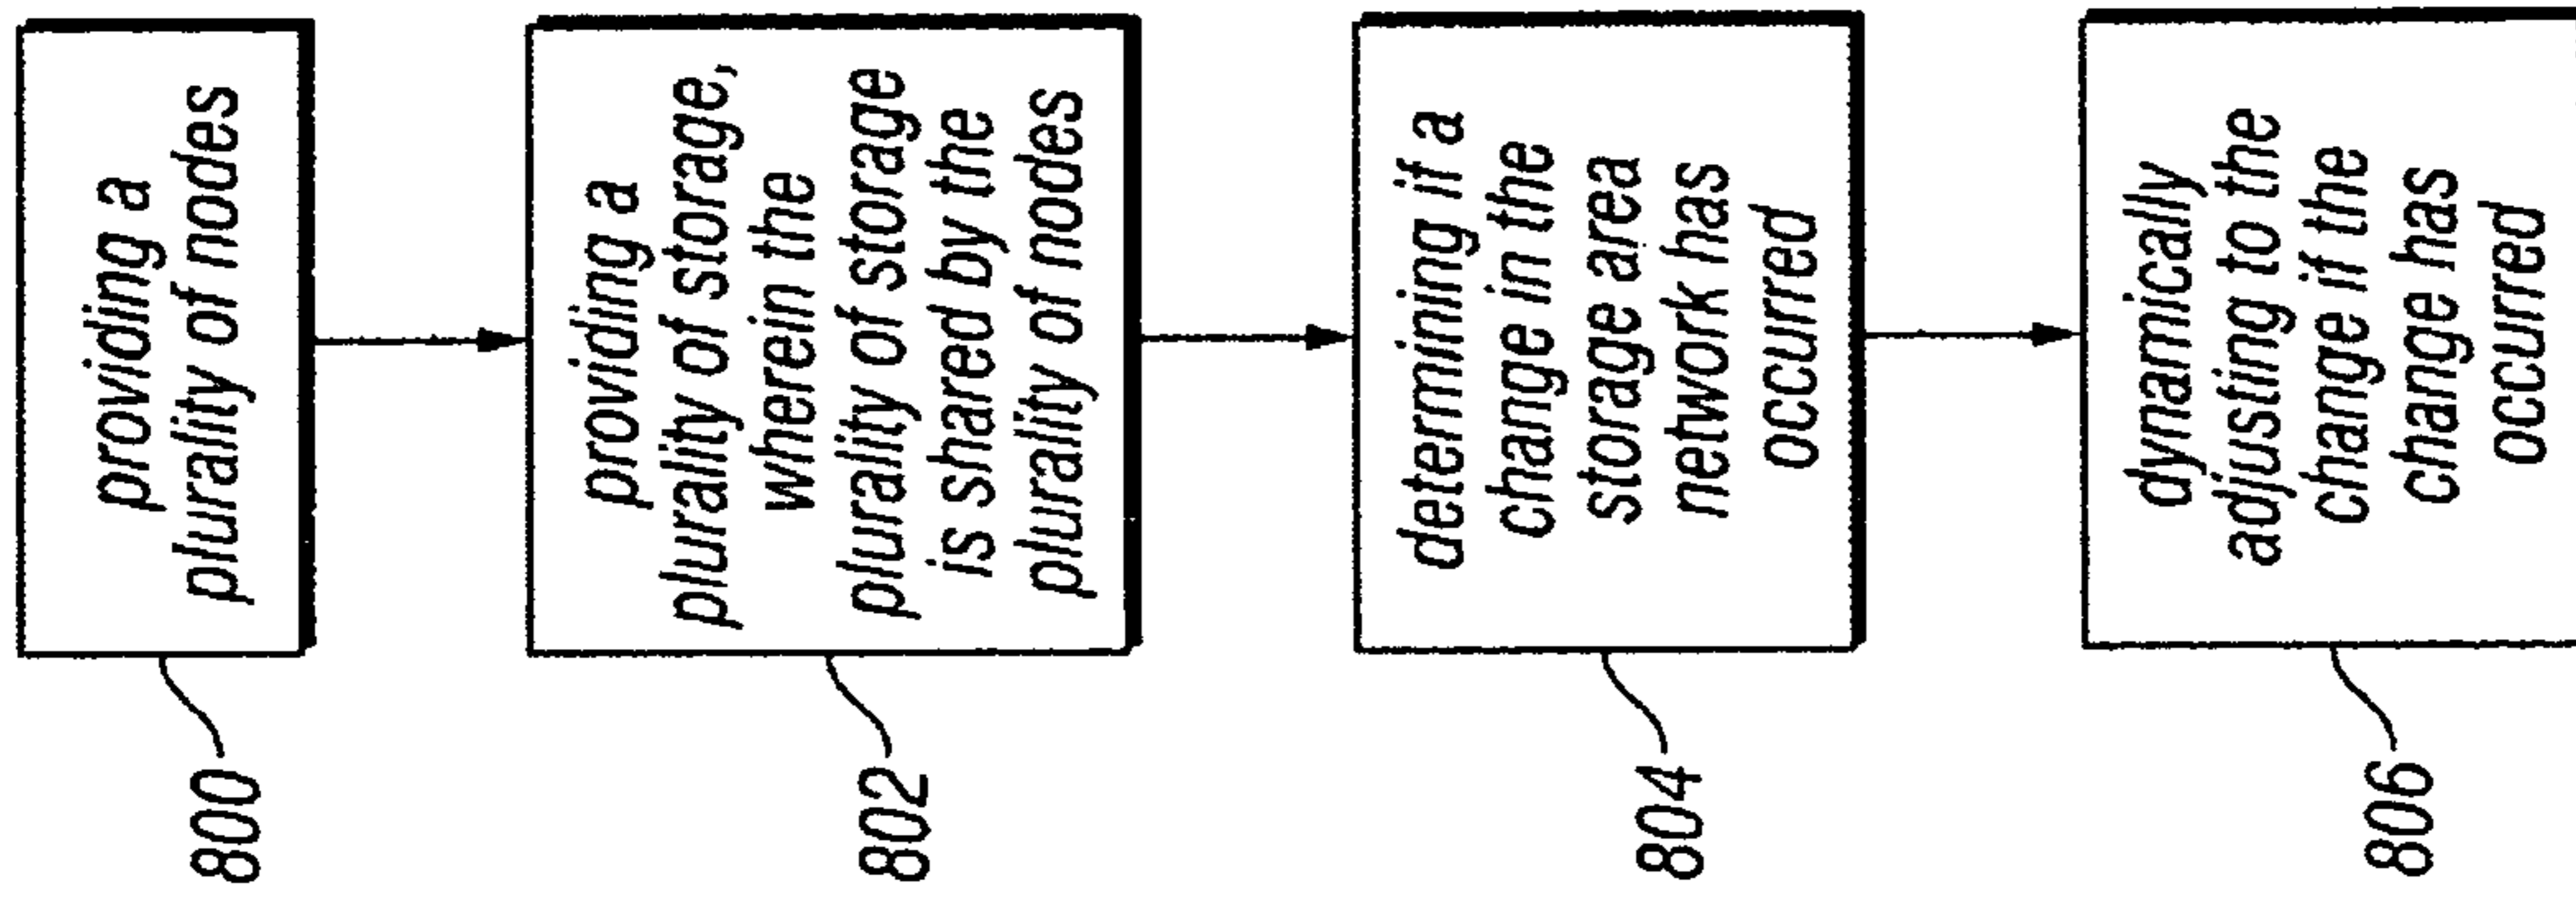 providing a
plurality of nodes
800
providing a
plurality of storage,
wherein the
plurality of storage
is shared by the
plurality of nodes
802
determining if a
change in the
storage area
network has
occurred
804
dynamically
adjusting to the
change if the
change has
occurred
806